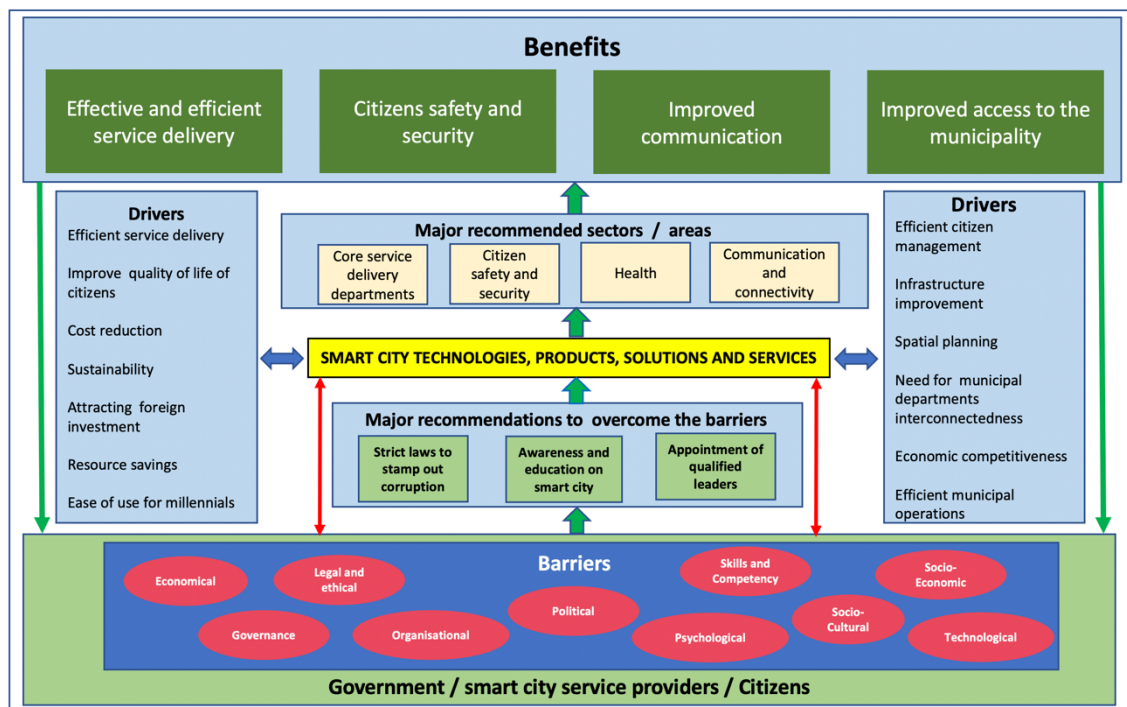 Benefits
Effective and efficient
service delivery
Citizens safety and
security
Improved
communication
Improved access to the
municipality
Drivers
Efficient service delivery
Improve quality of life of
citizens
Cost reduction
Sustainability
Attracting foreign
investment
Resource savings
Ease of use for millennials
Major recommended sectors / areas
Core service
delivery
departments
Citizen
safety and
security
Health
Communication
and
connectivity
SMART CITY TECHNOLOGIES, PRODUCTS, SOLUTIONS AND SERVICES
Major recommendations to overcome the barriers
Strict laws to
stamp out
corruption
Awareness and
education on
smart city
Appointment of
qualified
leaders
Drivers
Efficient citizen
management
Infrastructure
improvement
Spatial planning
Need for municipal
departments
interconnectedness
Economic competitiveness
Efficient municipal
operations
Barriers
Economical
Legal and
ethical
Skills and
Competency
Socio-
Economic
Governance
Organisational
Political
Psychological
Socio-
Cultural
Technological
Government / smart city service providers / Citizens